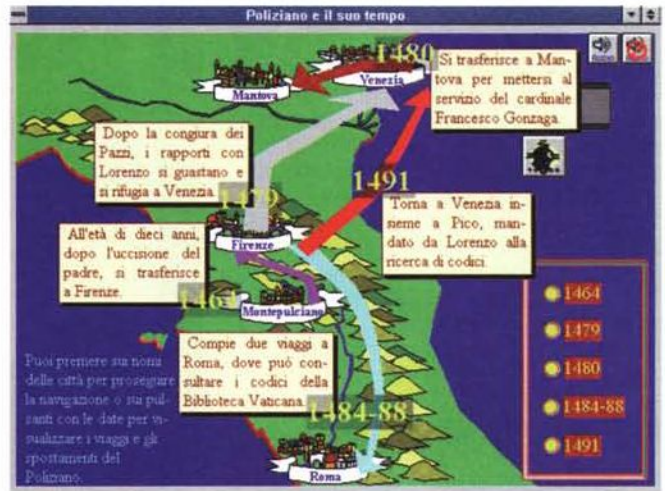 Poliziano e il suo tempo
1480
Venezia
Mantova
Si trasferisce a Man-
tova per mettersi al
servizio del cardinale
Francesco Gonzaga.
Dopo la congiura dei
Pazzi, i rapporti con
Lorenzo si guastano e
si rifugia a Venezia.
1479
1491
Torna a Venezia in-
sieme a Pico, man-
dato da Lorenzo alla
ricerca di codici.
All'età di dieci anni,
dopo l'uccisione del
padre, si trasferisce
a Firenze.
Firenze
1464
Montepulciano
Compie due viaggi a
Roma, dove può con-
sultare i codici della
Biblioteca Vaticana.
1484-88
Roma
Puoi premere sui nomi
delle città per proseguire
la navigazione o sui pul-
santi con le date per vi-
sualizzare i viaggi e gli
spostamenti del
Poliziano.
1464
1479
1480
1484-88
1491